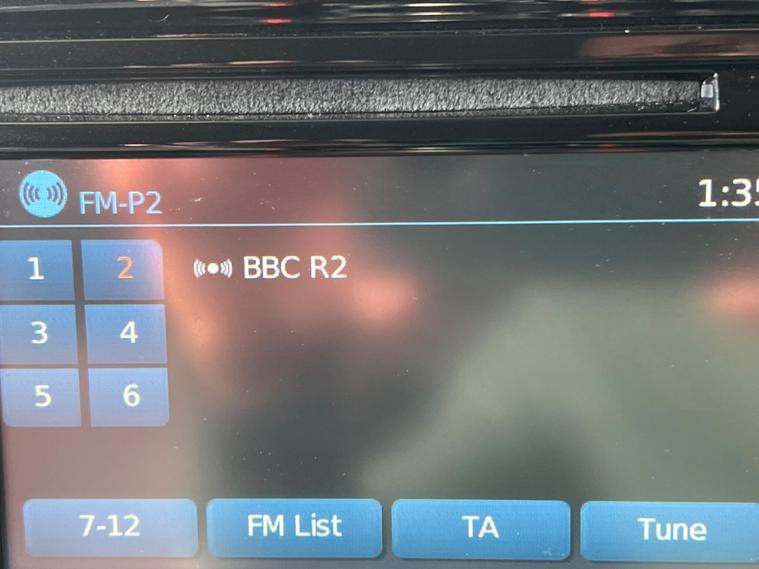 FM-P2 1:35
1 2 BBC R2
3 4
5 6
7-12 FM List TA Tune